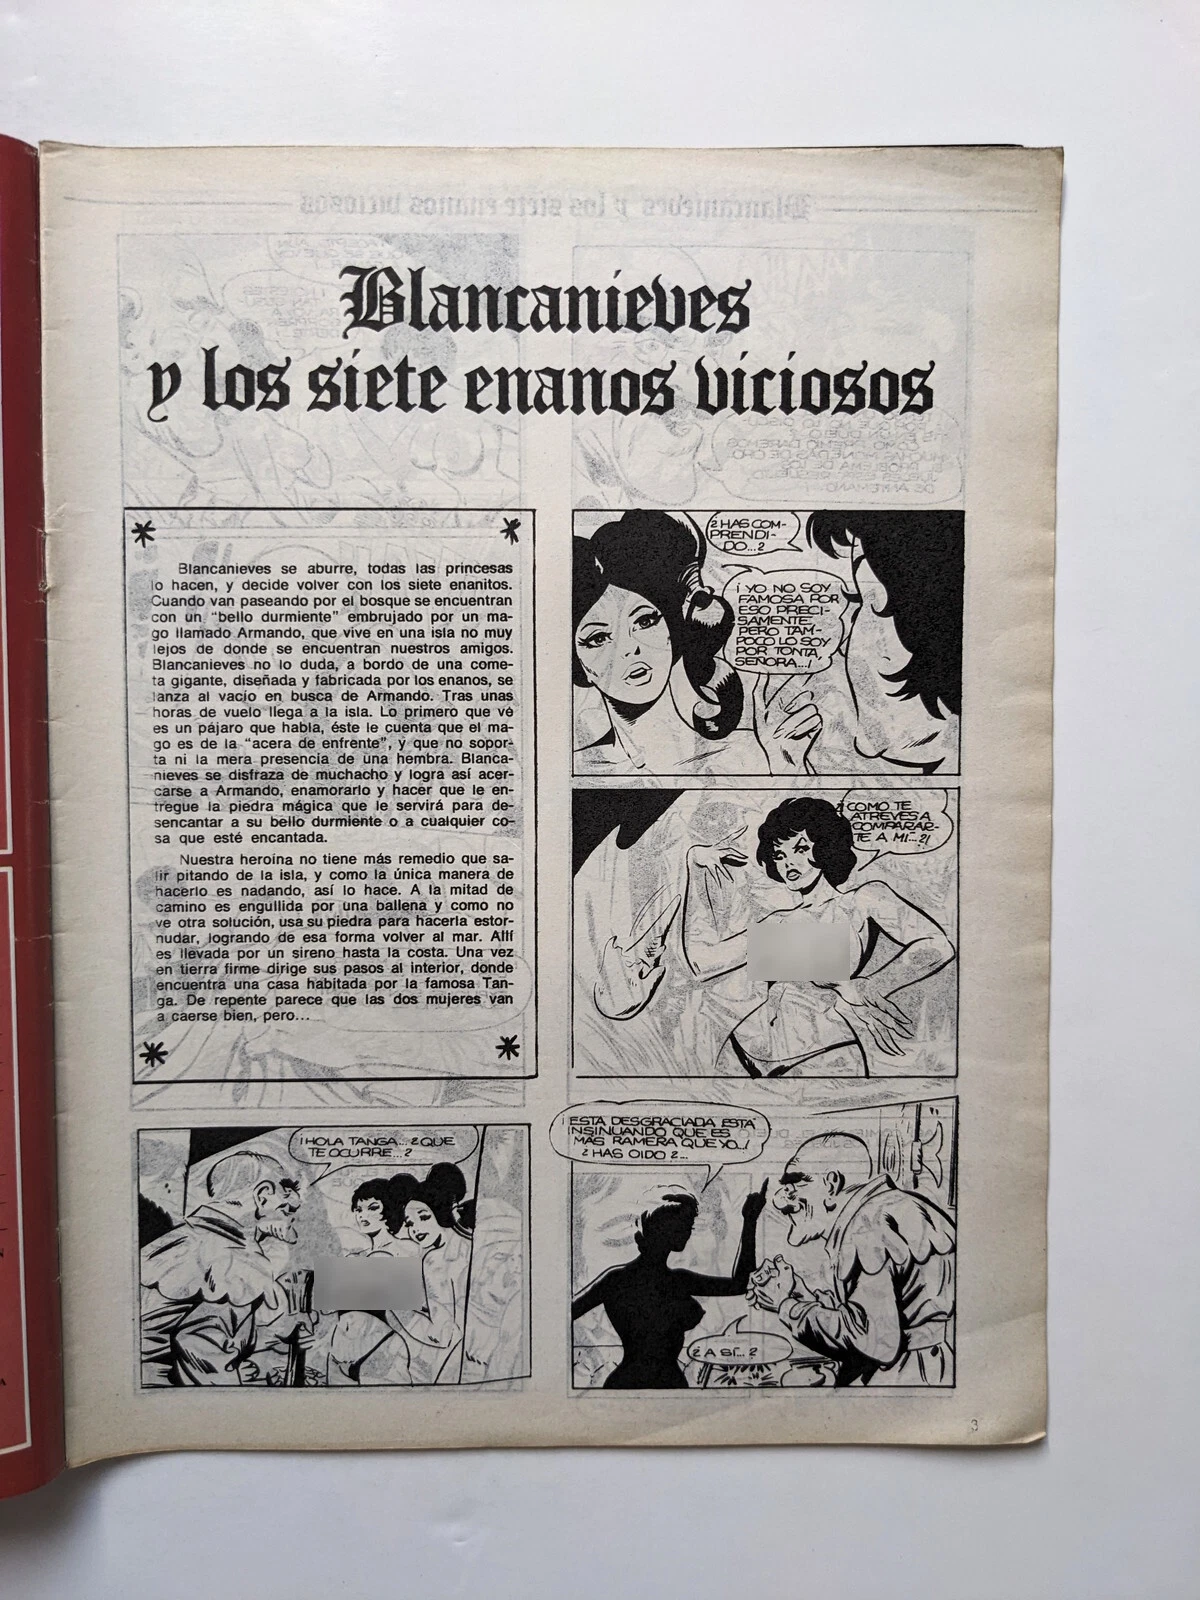 Blancanieves
y los siete enanos viciosos
Blancanieves se aburre, todas las princesas
lo hacen, y decide volver con los siete enanitos.
Cuando van paseando por el bosque se encuentran
con un "bello durmiente" embrujado por un ma-
go llamado Armando, que vive en una isla no muy
lejos de donde se encuentran nuestros amigos.
Blancanieves no lo duda, a bordo de una come-
ta gigante, diseñada y fabricada por los enanos, se
lanza al vacío en busca de Armando. Tras unas
horas de vuelo llega a la isla. Lo primero que ve
es un pájaro que habla, éste le cuenta que el ma-
go es de la "acera de enfrente", y que no sopor-
ta ni la mera presencia de una hembra. Blanca-
nieves se disfraza de muchacho y logra así acer-
carse a Armando, enamorarlo y hacer que le en-
tregue la piedra mágica que le servirá para de-
sencantar a su bello durmiente o a cualquier co-
sa que esté encantada.
Nuestra heroína no tiene más remedio que sa-
lir pitando de la isla, y como la única manera de
hacerlo es nadando, así lo hace. A la mitad de
camino es engullida por una ballena y como no
ve otra solución, usa su piedra para hacerla estor-
nudar, logrando de esa forma volver al mar. Allí
es llevada por un sireno hasta la costa. Una vez
en tierra firme dirige sus pasos al interior, donde
encuentra una casa habitada por la famosa Tan-
ga. De repente parece que las dos mujeres van
a caerse bien, pero...
¿HAS COM-
PRENDI-
DO...?
¡YO NO SOY
FAMOSA POR
ESO PRECI-
SAMENTE,
PERO TAM-
POCO LO SOY
POR TONTA,
SEÑORA...!
¿COMO TE
ATREVES A
COMPARAR-
TE A MI...?!
¡HOLA TANGA... ¿QUE
TE OCURRE...?
¡ESTA DESGRACIADA ESTA
INSINUANDO QUE ES
MAS RAMERA QUE YO..!
¿HAS OIDO?...
¿A SI...?
3